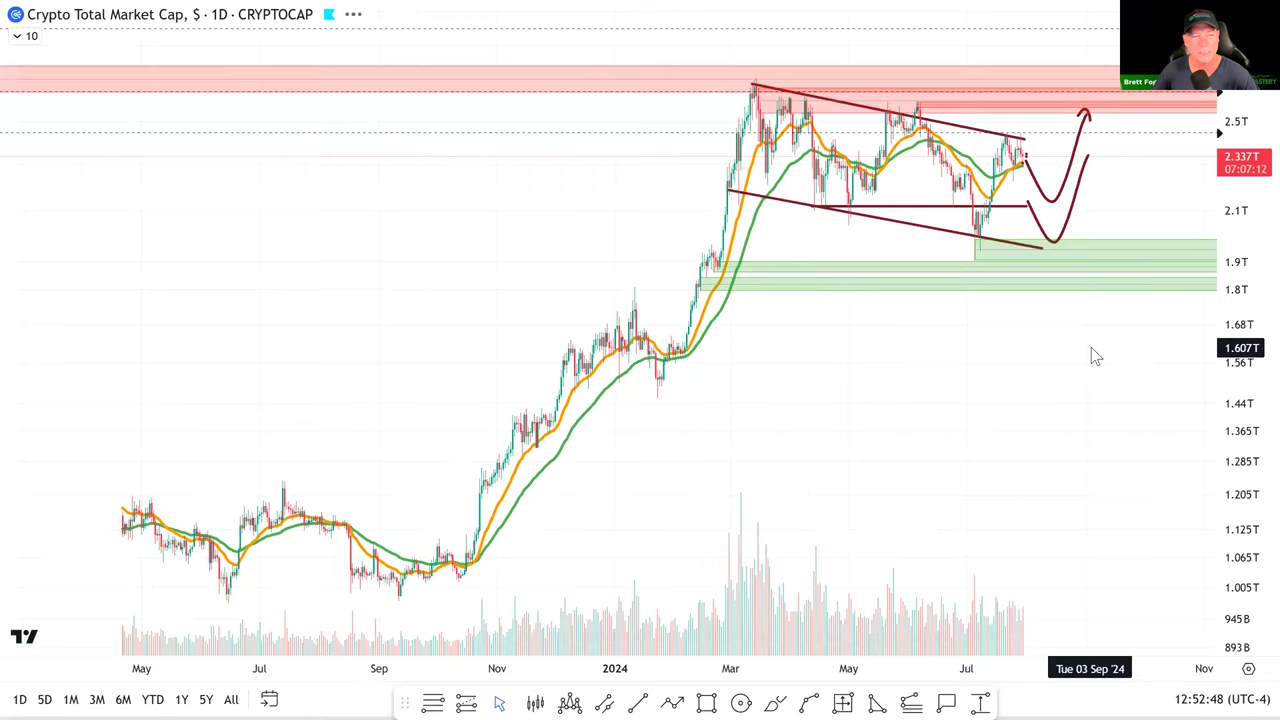 Crypto Total Market Cap, $ · 1D · CRYPTOCAP
10
2.5T
2.337T
07:07:12
2.1T
1.9T
1.8T
1.68T
1.607T
1.56T
1.44T
1.365T
1.285T
1.205T
1.125T
1.065T
1.005T
945B
893B
May
Jul
Sep
Nov
2024
Mar
May
Jul
Tue 03 Sep '24
Nov
1D 5D 1M 3M 6M YTD 1Y 5Y All
12:52:48 (UTC-4)
Brett